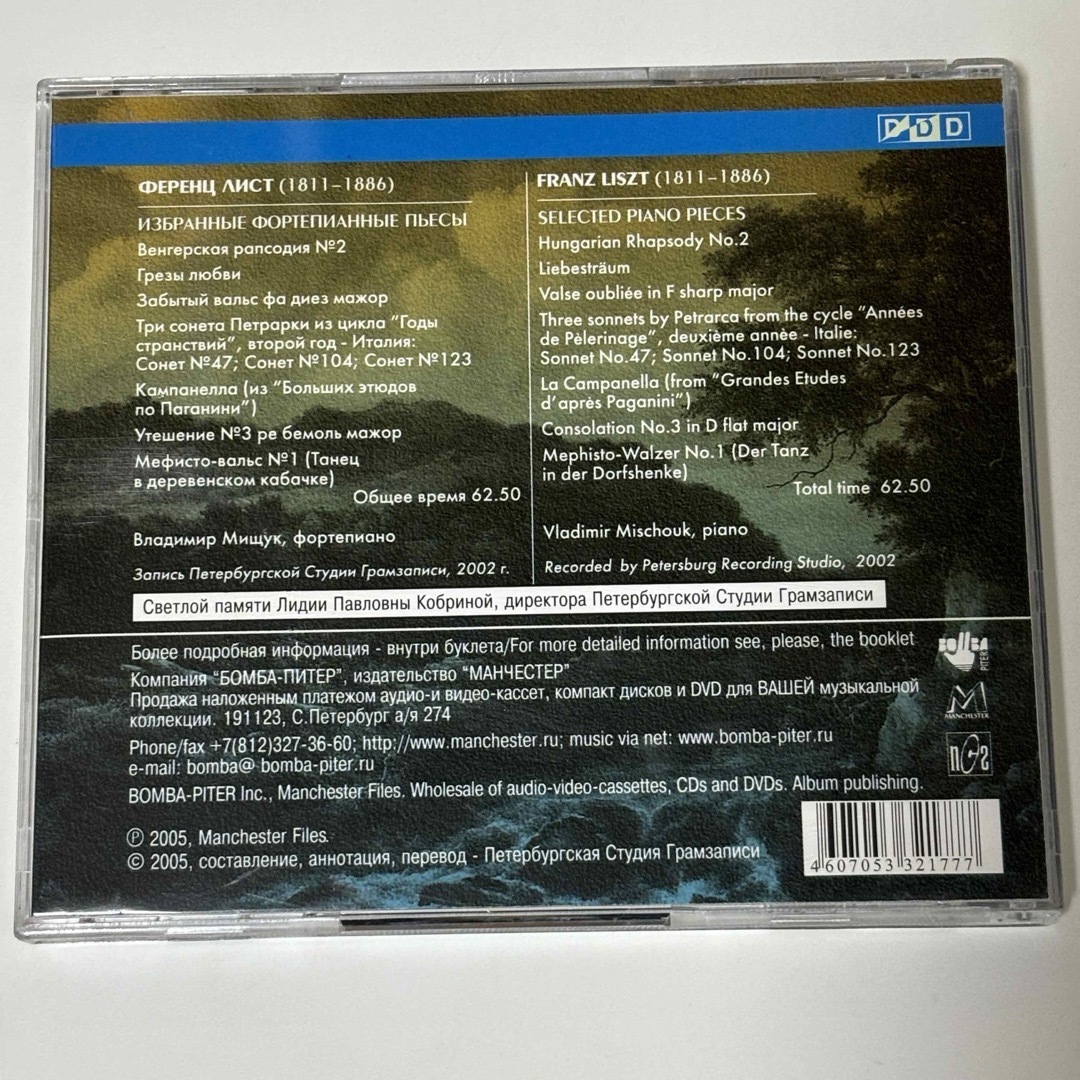 DDD
ФЕРЕНЦ ЛИСТ (1811–1886)
ИЗБРАННЫЕ ФОРТЕПИАННЫЕ ПЬЕСЫ
Венгерская рапсодия №2
Грезы любви
Забытый вальс фа диез мажор
Три сонета Петрарки из цикла "Годы
странствий", второй год - Италия:
Сонет №47; Сонет №104; Сонет №123
Кампанелла (из "Больших этюдов
по Паганини")
Утешение №3 ре бемоль мажор
Мефисто-вальс №1 (Танец
в деревенском кабачке)
Общее время 62.50
Владимир Мищук, фортепиано
Запись Петербургской Студии Грамзаписи, 2002 г.
FRANZ LISZT (1811–1886)
SELECTED PIANO PIECES
Hungarian Rhapsody No.2
Liebesträum
Valse oubliée in F sharp major
Three sonnets by Petrarca from the cycle "Années
de Pèlerinage", deuxième annèe - Italie:
Sonnet No.47; Sonnet No.104; Sonnet No.123
La Campanella (from "Grandes Etudes
d'après Paganini")
Consolation No.3 in D flat major
Mephisto-Walzer No.1 (Der Tanz
in der Dorfshenke)
Total time 62.50
Vladimir Mischouk, piano
Recorded by Petersburg Recording Studio, 2002
Светлой памяти Лидии Павловны Кобриной, директора Петербургской Студии Грамзаписи
Более подробная информация - внутри буклета/For more detailed information see, please, the booklet
Компания "БОМБА-ПИТЕР", издательство "МАНЧЕСТЕР"
Продажа наложенным платежом аудио-и видео-кассет, компакт дисков и DVD для ВАШЕЙ музыкальной
коллекции. 191123, С.Петербург а/я 274
Phone/fax +7(812)327-36-60; http://www.manchester.ru; music via net: www.bomba-piter.ru
e-mail: bomba@ bomba-piter.ru
BOMBA-PITER Inc., Manchester Files. Wholesale of audio-video-cassettes, CDs and DVDs. Album publishing.
℗ 2005, Manchester Files.
© 2005, составление, аннотация, перевод - Петербургская Студия Грамзаписи
PITER
MANCHESTER
4 607053 321777